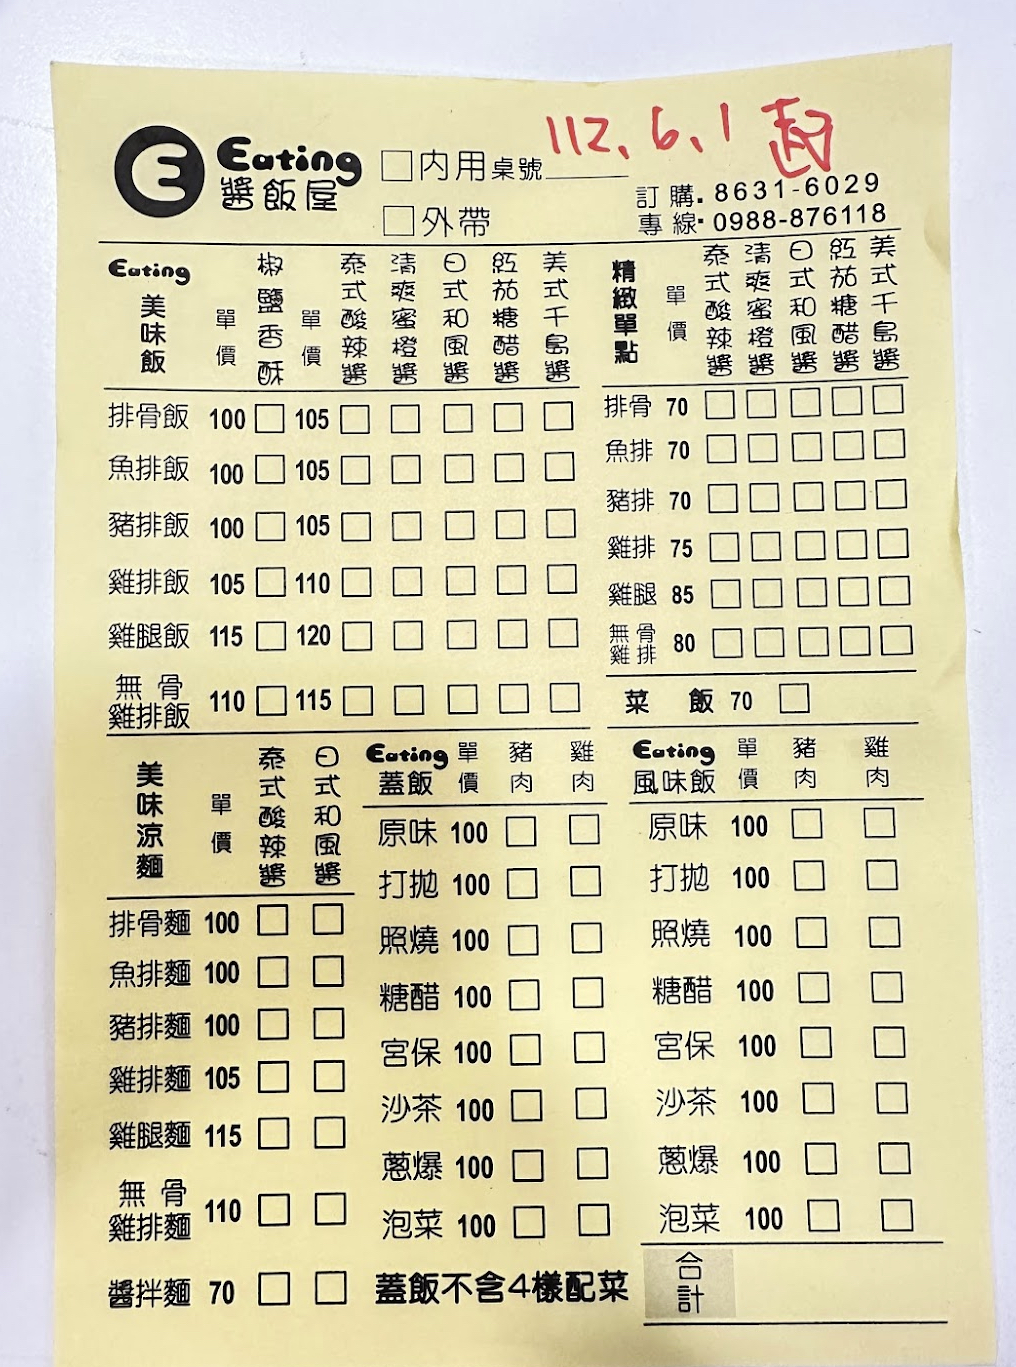 112.6.1 起
Eating
醬飯屋
□內用桌號____
□外帶
訂購專線: 8631-6029
0988-876118
Eating 美味飯 單價 椒鹽香酥 單價 泰式酸辣醬 清爽蜜橙醬 日式和風醬 紅茄糖醋醬 美式千島醬
排骨飯 100 □ 105 □ □ □ □ □
魚排飯 100 □ 105 □ □ □ □ □
豬排飯 100 □ 105 □ □ □ □ □
雞排飯 105 □ 110 □ □ □ □ □
雞腿飯 115 □ 120 □ □ □ □ □
無骨雞排飯 110 □ 115 □ □ □ □ □
精緻單點 單價 泰式酸辣醬 清爽蜜橙醬 日式和風醬 紅茄糖醋醬 美式千島醬
排骨 70 □ □ □ □ □
魚排 70 □ □ □ □ □
豬排 70 □ □ □ □ □
雞排 75 □ □ □ □ □
雞腿 85 □ □ □ □ □
無骨雞排 80 □ □ □ □ □
菜飯 70 □
美味涼麵 單價 泰式酸辣醬 日式和風醬
排骨麵 100 □ □
魚排麵 100 □ □
豬排麵 100 □ □
雞排麵 105 □ □
雞腿麵 115 □ □
無骨雞排麵 110 □ □
醬拌麵 70 □ □
Eating 蓋飯 單價 豬肉 雞肉
原味 100 □ □
打拋 100 □ □
照燒 100 □ □
糖醋 100 □ □
宮保 100 □ □
沙茶 100 □ □
蔥爆 100 □ □
泡菜 100 □ □
蓋飯不含4樣配菜
Eating 風味飯 單價 豬肉 雞肉
原味 100 □ □
打拋 100 □ □
照燒 100 □ □
糖醋 100 □ □
宮保 100 □ □
沙茶 100 □ □
蔥爆 100 □ □
泡菜 100 □ □
合計